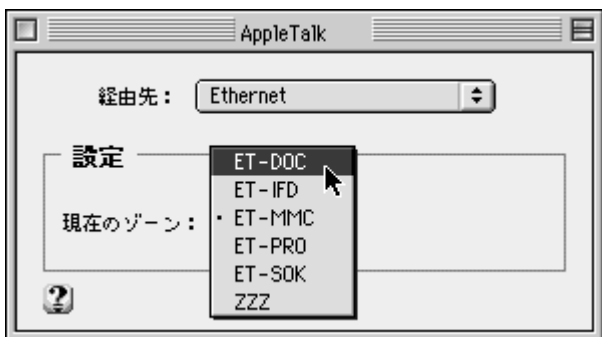 AppleTalk
経由先： Ethernet
設定
ET-DOC
ET-IFD
現在のゾーン： • ET-MMC
ET-PRO
ET-SOK
ZZZ
?